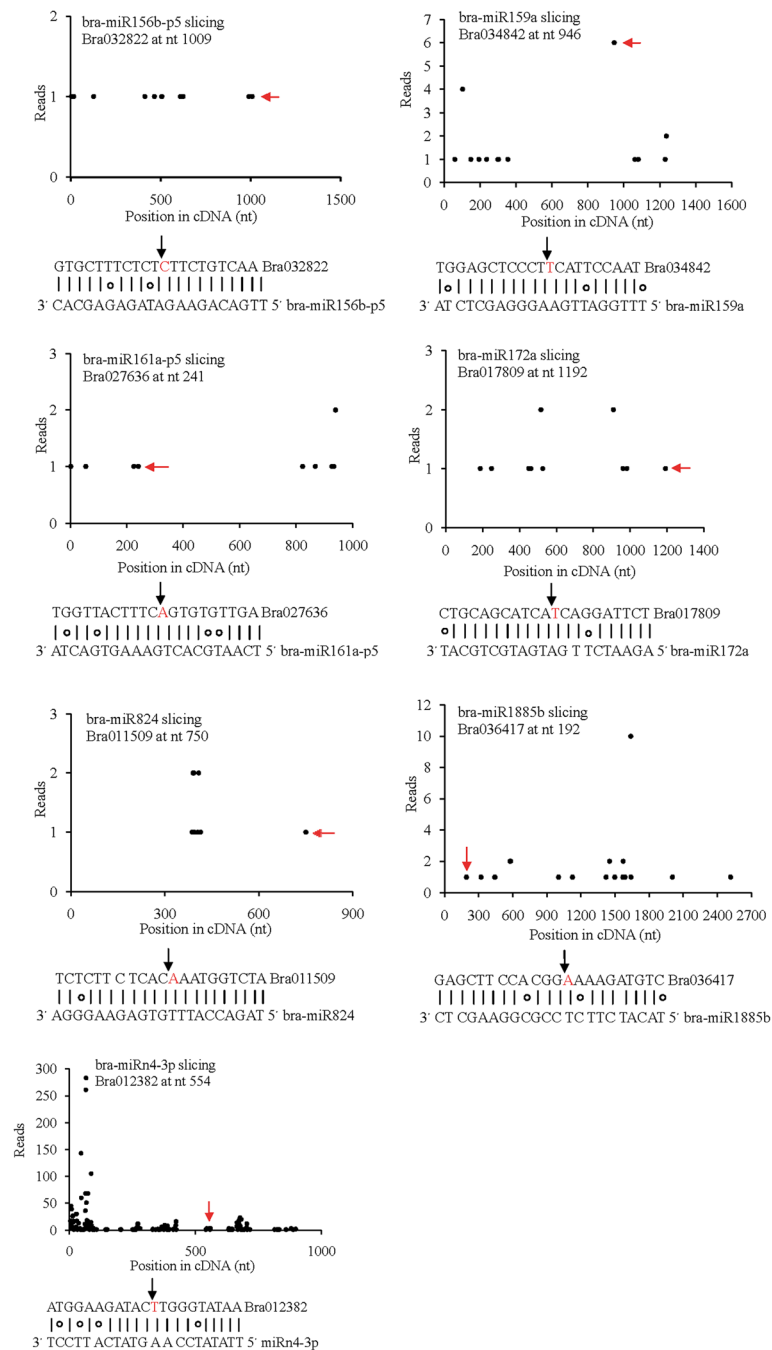 bra-miR156b-p5 slicing
Bra032822 at nt 1009
2
1
0
Reads
0 500 1000 1500
Position in cDNA (nt)
GTGCTTTCTCTCTTCTGTCAA Bra032822
3' CACGAGAGATAGAAGACAGTT 5' bra-miR156b-p5
bra-miR159a slicing
Bra034842 at nt 946
8
7
6
5
4
3
2
1
0
Reads
0 200 400 600 800 1000 1200 1400 1600
Position in cDNA (nt)
TGGAGCTCCCTTCATTCCAAT Bra034842
3' AT CTCGAGGGAAGTTAGGTTT 5' bra-miR159a
bra-miR161a-p5 slicing
Bra027636 at nt 241
3
2
1
0
Reads
0 200 400 600 800 1000
Position in cDNA (nt)
TGGTTACTTTCAGTGTGTTGA Bra027636
3' ATCAGTGAAAGTCACGTAACT 5' bra-miR161a-p5
bra-miR172a slicing
Bra017809 at nt 1192
3
2
1
0
Reads
0 200 400 600 800 1000 1200 1400
Position in cDNA (nt)
CTGCAGCATCATCAGGATTCT Bra017809
3' TACGTCGTAGTAG T TCTAAGA 5' bra-miR172a
bra-miR824 slicing
Bra011509 at nt 750
3
2
1
0
Reads
0 300 600 900
Position in cDNA (nt)
TCTCTT C TCACAAATGGTCTA Bra011509
3' AGGGAAGAGTGTTTACCAGAT 5' bra-miR824
bra-miR1885b slicing
Bra036417 at nt 192
12
10
8
6
4
2
0
Reads
0 300 600 900 1200 1500 1800 2100 2400 2700
Position in cDNA (nt)
GAGCTT CCA CGGAAAAGATGTC Bra036417
3' CT CGAAGGCGCC TC TTC TACAT 5' bra-miR1885b
bra-miRn4-3p slicing
Bra012382 at nt 554
300
250
200
150
100
50
0
Reads
0 500 1000
Position in cDNA (nt)
ATGGAAGATACTTGGGTATAA Bra012382
3' TCCTT ACTATG A A CCTATATT 5' miRn4-3p